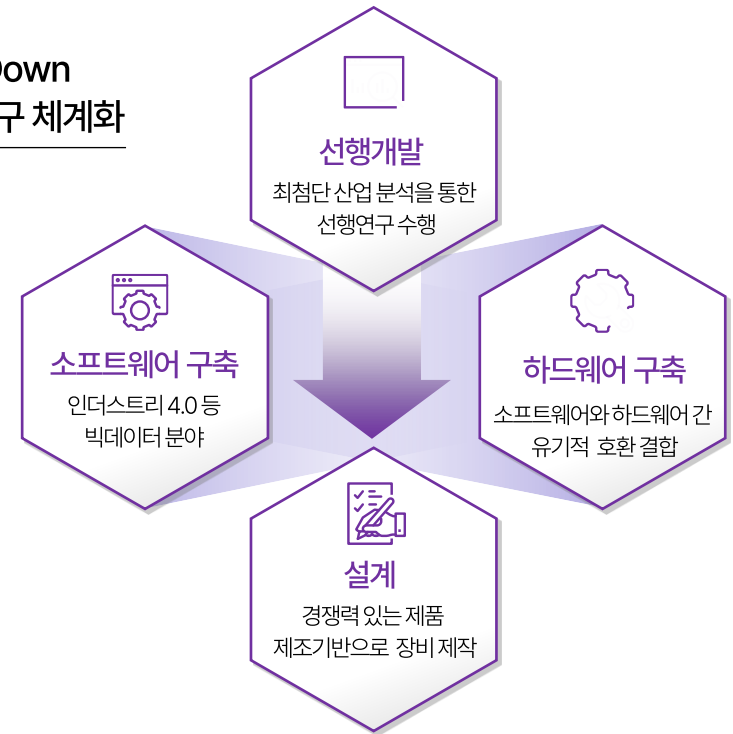 own
구 체계화
선행개발
최첨단 산업 분석을 통한
선행연구 수행
소프트웨어 구축
인더스트리 4.0 등
빅데이터 분야
하드웨어 구축
소프트웨어와 하드웨어 간
유기적 호환 결합
설계
경쟁력 있는 제품
제조기반으로 장비 제작